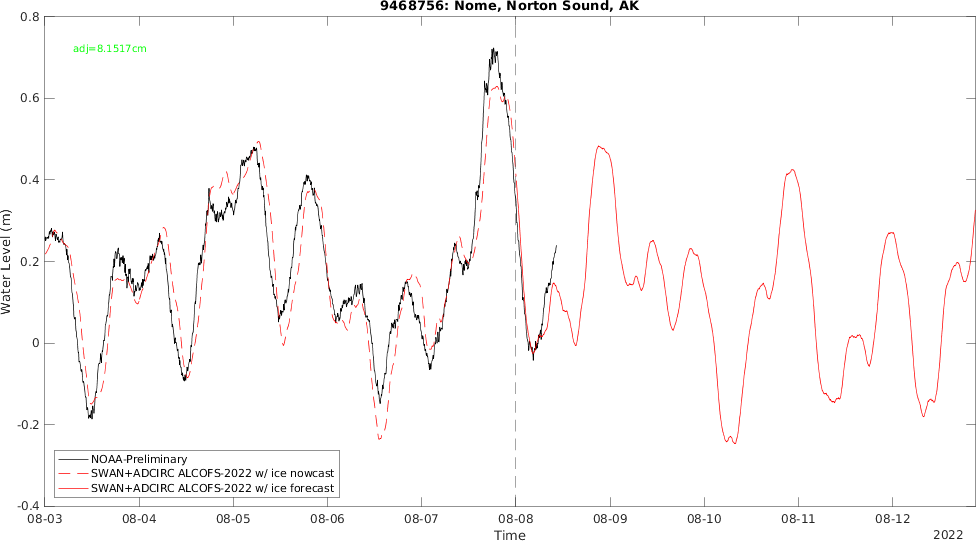 9468756: Nome, Norton Sound, AK
0.8
adj=8.1517cm
0.6
0.4
0.2
0
-0.2
-0.4
Water Level (m)
NOAA-Preliminary
SWAN+ADCIRC ALCOFS-2022 w/ ice nowcast
SWAN+ADCIRC ALCOFS-2022 w/ ice forecast
08-03 08-04 08-05 08-06 08-07 08-08 08-09 08-10 08-11 08-12
Time
2022